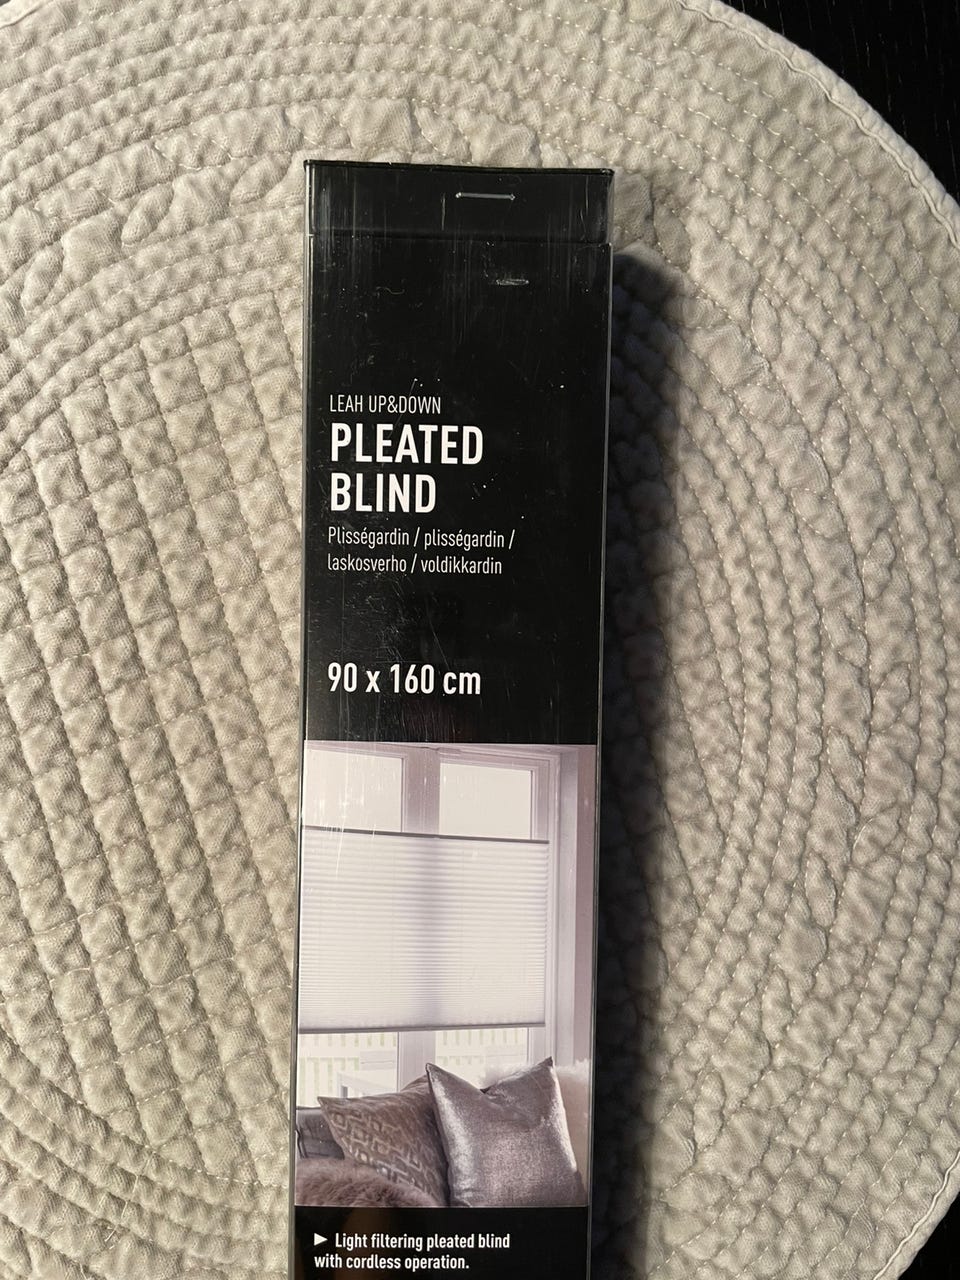 LEAH UP&DOWN
PLEATED
BLIND
Plisségardin / plisségardin /
laskosverho / voldikkardin
90 x 160 cm
► Light filtering pleated blind
with cordless operation.